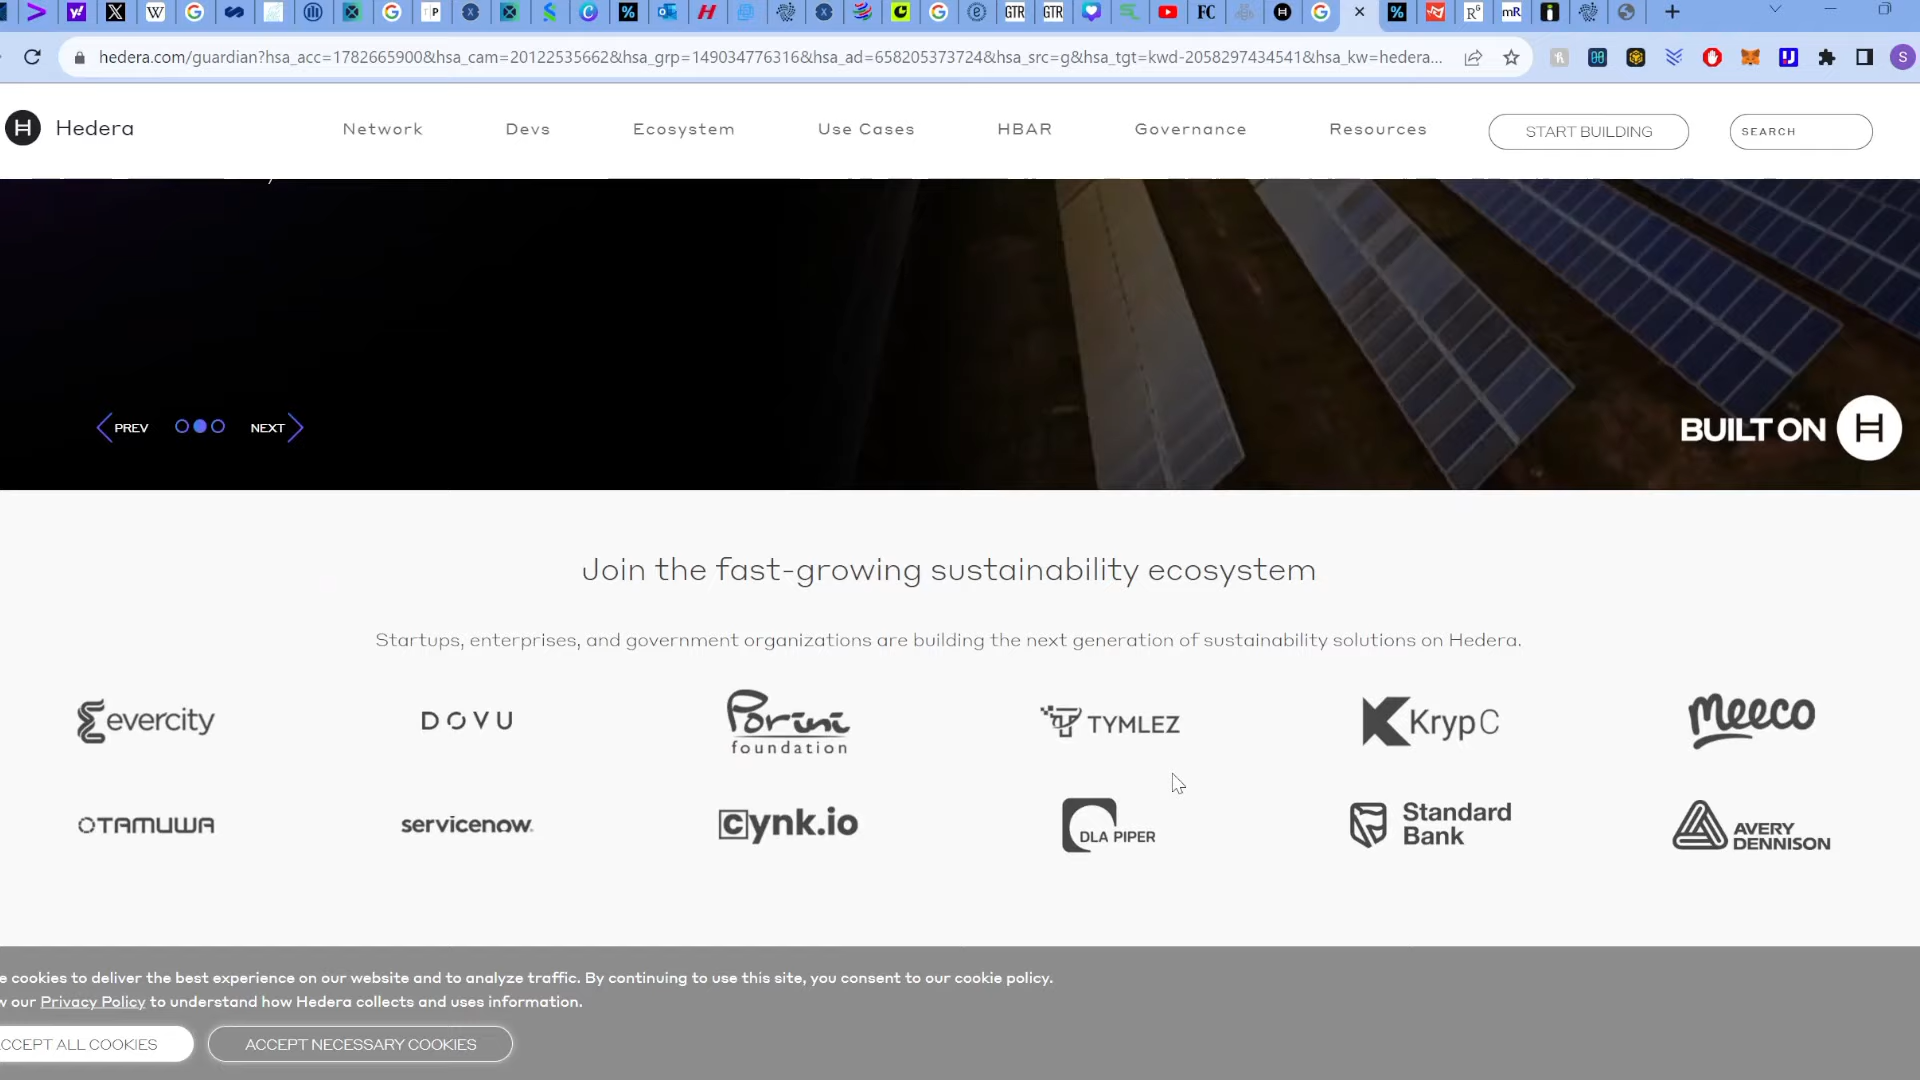 hedera.com/guardian?hsa_acc=1782665900&hsa_cam=20122535662&hsa_grp=149034776316&hsa_ad=658205373724&hsa_src=g&hsa_tgt=kwd-2058297434541&hsa_kw=hedera...
Hedera
Network
Devs
Ecosystem
Use Cases
HBAR
Governance
Resources
START BUILDING
SEARCH
PREV
NEXT
BUILT ON
Join the fast-growing sustainability ecosystem
Startups, enterprises, and government organizations are building the next generation of sustainability solutions on Hedera.
evercity
DOVU
Porini
foundation
TYMLEZ
KrypC
Meeco
TAMUWA
servicenow.
cynk.io
DLA PIPER
Standard
Bank
AVERY
DENNISON
e cookies to deliver the best experience on our website and to analyze traffic. By continuing to use this site, you consent to our cookie policy.
w our Privacy Policy to understand how Hedera collects and uses information.
CCEPT ALL COOKIES
ACCEPT NECESSARY COOKIES